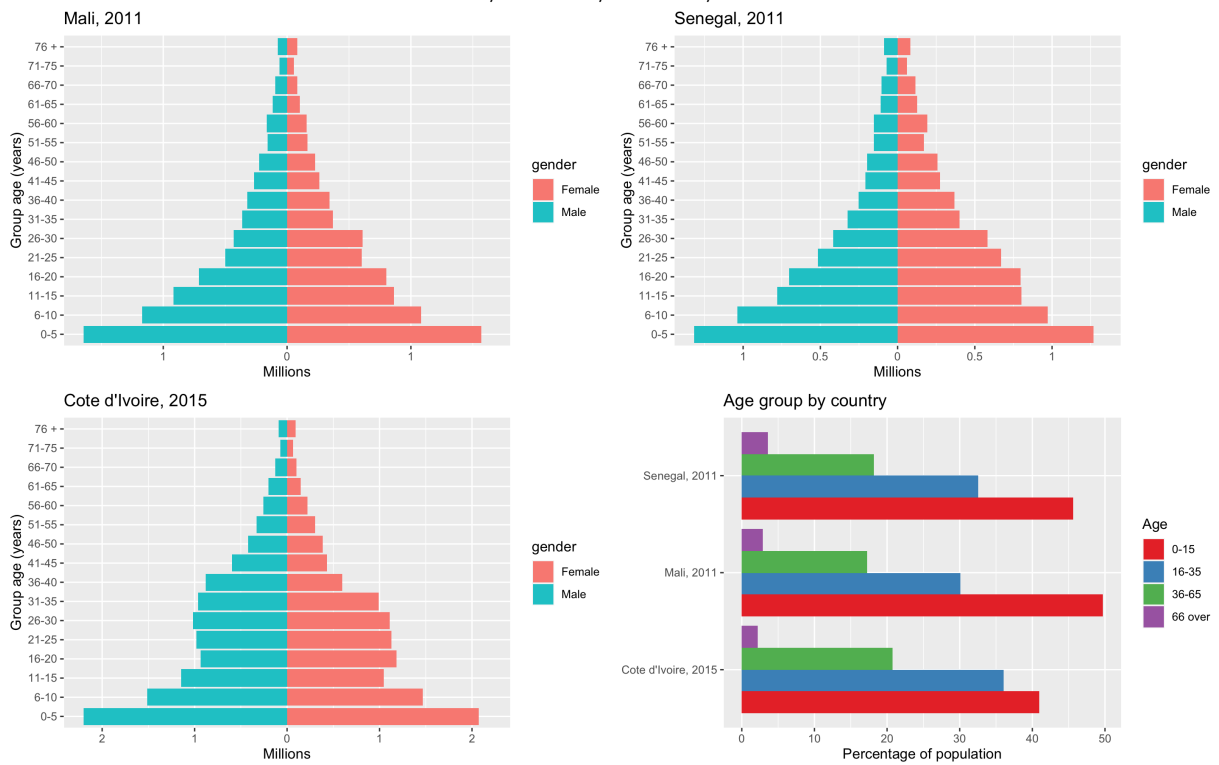 Mali, 2011
Group age (years)
76 +
71-75
66-70
61-65
56-60
51-55
46-50
41-45
36-40
31-35
26-30
21-25
16-20
11-15
6-10
0-5
1 0 1
Millions
gender
Female
Male
Senegal, 2011
Group age (years)
76 +
71-75
66-70
61-65
56-60
51-55
46-50
41-45
36-40
31-35
26-30
21-25
16-20
11-15
6-10
0-5
1 0.5 0 0.5 1
Millions
gender
Female
Male
Cote d'Ivoire, 2015
Group age (years)
76 +
71-75
66-70
61-65
56-60
51-55
46-50
41-45
36-40
31-35
26-30
21-25
16-20
11-15
6-10
0-5
2 1 0 1 2
Millions
gender
Female
Male
Age group by country
Senegal, 2011
Mali, 2011
Cote d'Ivoire, 2015
0 10 20 30 40 50
Percentage of population
Age
0-15
16-35
36-65
66 over